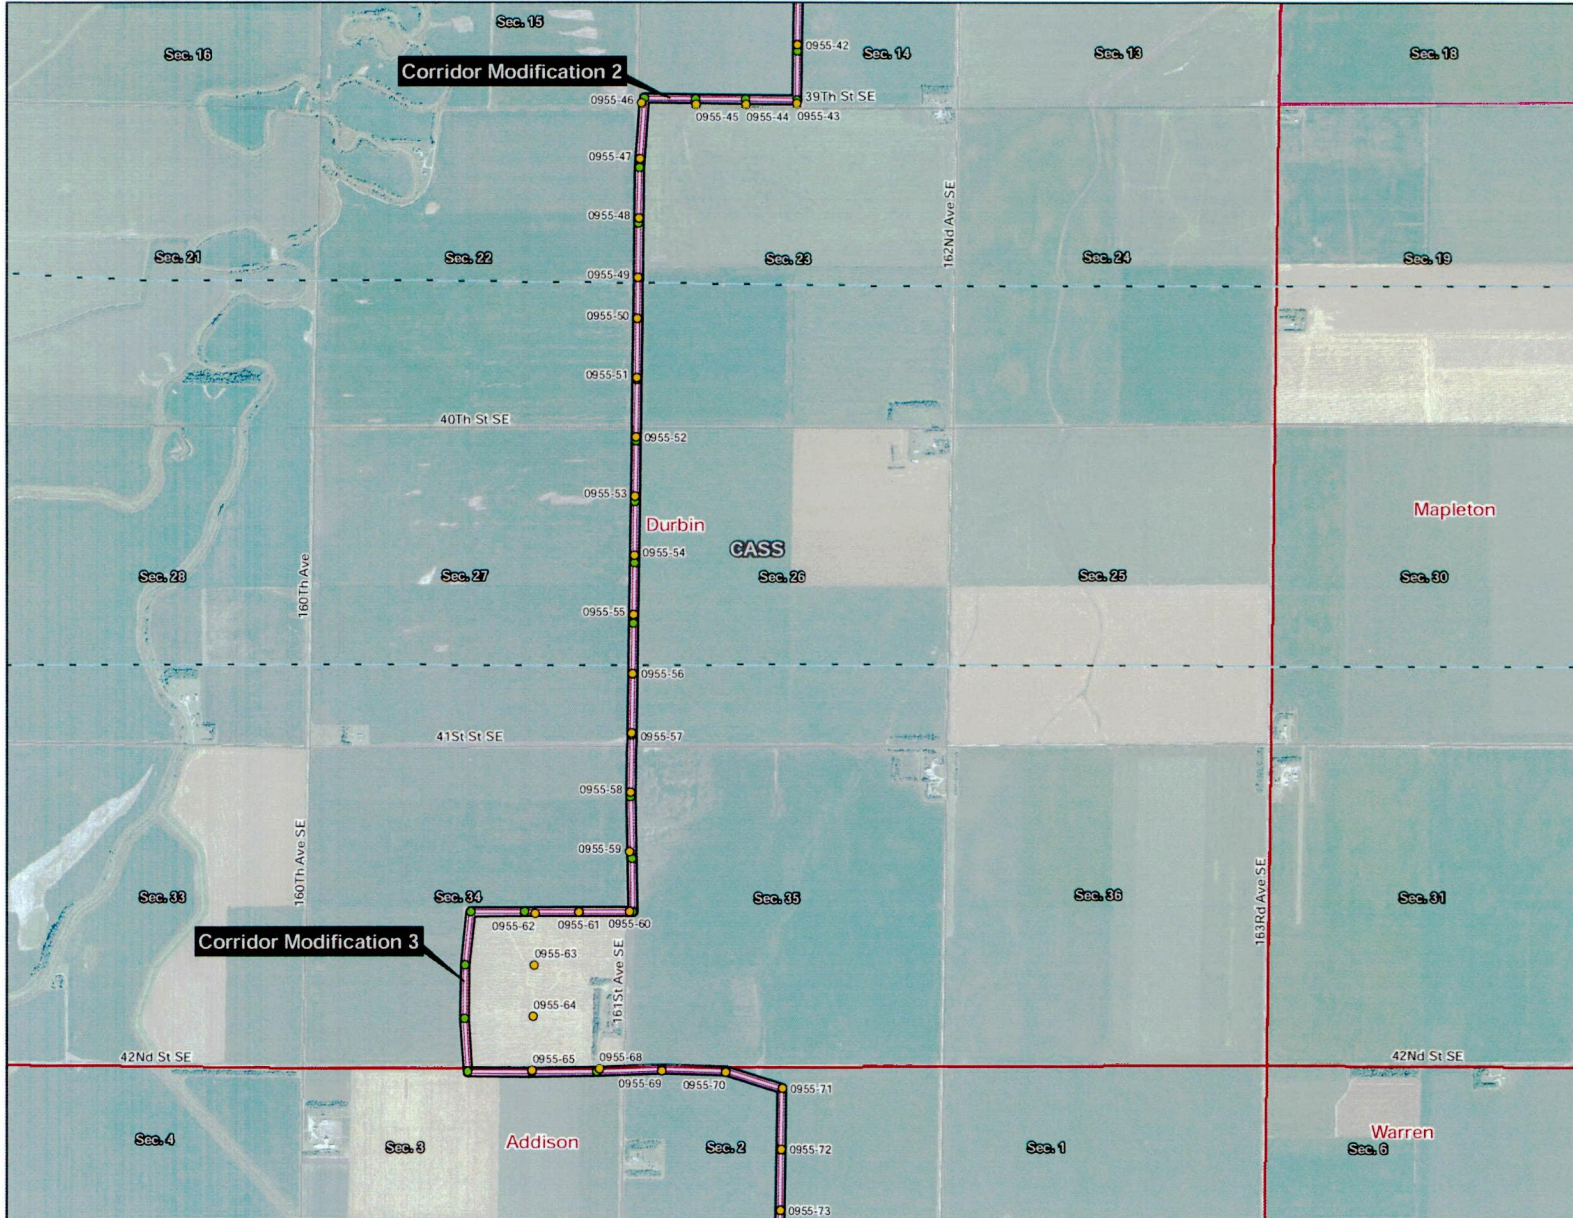 Sec. 15
Sec. 16
0955-42
Sec. 14
Sec. 13
Sec. 18
Corridor Modification 2
0955-46
39Th St SE
0955-45
0955-44
0955-43
0955-47
0955-48
162Nd Ave SE
Sec. 21
Sec. 22
Sec. 23
Sec. 24
Sec. 19
0955-49
0955-50
0955-51
40Th St SE
0955-52
0955-53
Durbin
Mapleton
0955-54
CASS
160Th Ave
Sec. 28
Sec. 27
Sec. 26
Sec. 25
Sec. 30
0955-55
0955-56
41St St SE
0955-57
0955-58
0955-59
160Th Ave SE
Sec. 33
Sec. 34
Sec. 35
Sec. 36
163Rd Ave SE
Sec. 31
0955-62
0955-61
0955-60
Corridor Modification 3
0955-63
161St Ave SE
0955-64
42Nd St SE
0955-65
0955-68
42Nd St SE
0955-69
0955-70
0955-71
Sec. 4
Sec. 3
Addison
Sec. 2
0955-72
Sec. 1
Warren
Sec. 6
0955-73